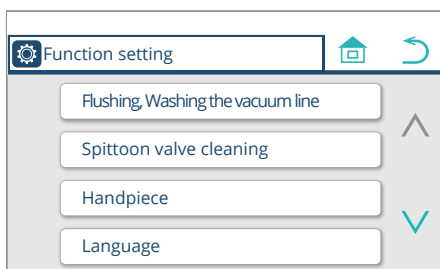 Function setting
Flushing, Washing the vacuum line
Spittoon valve cleaning
Handpiece
Language